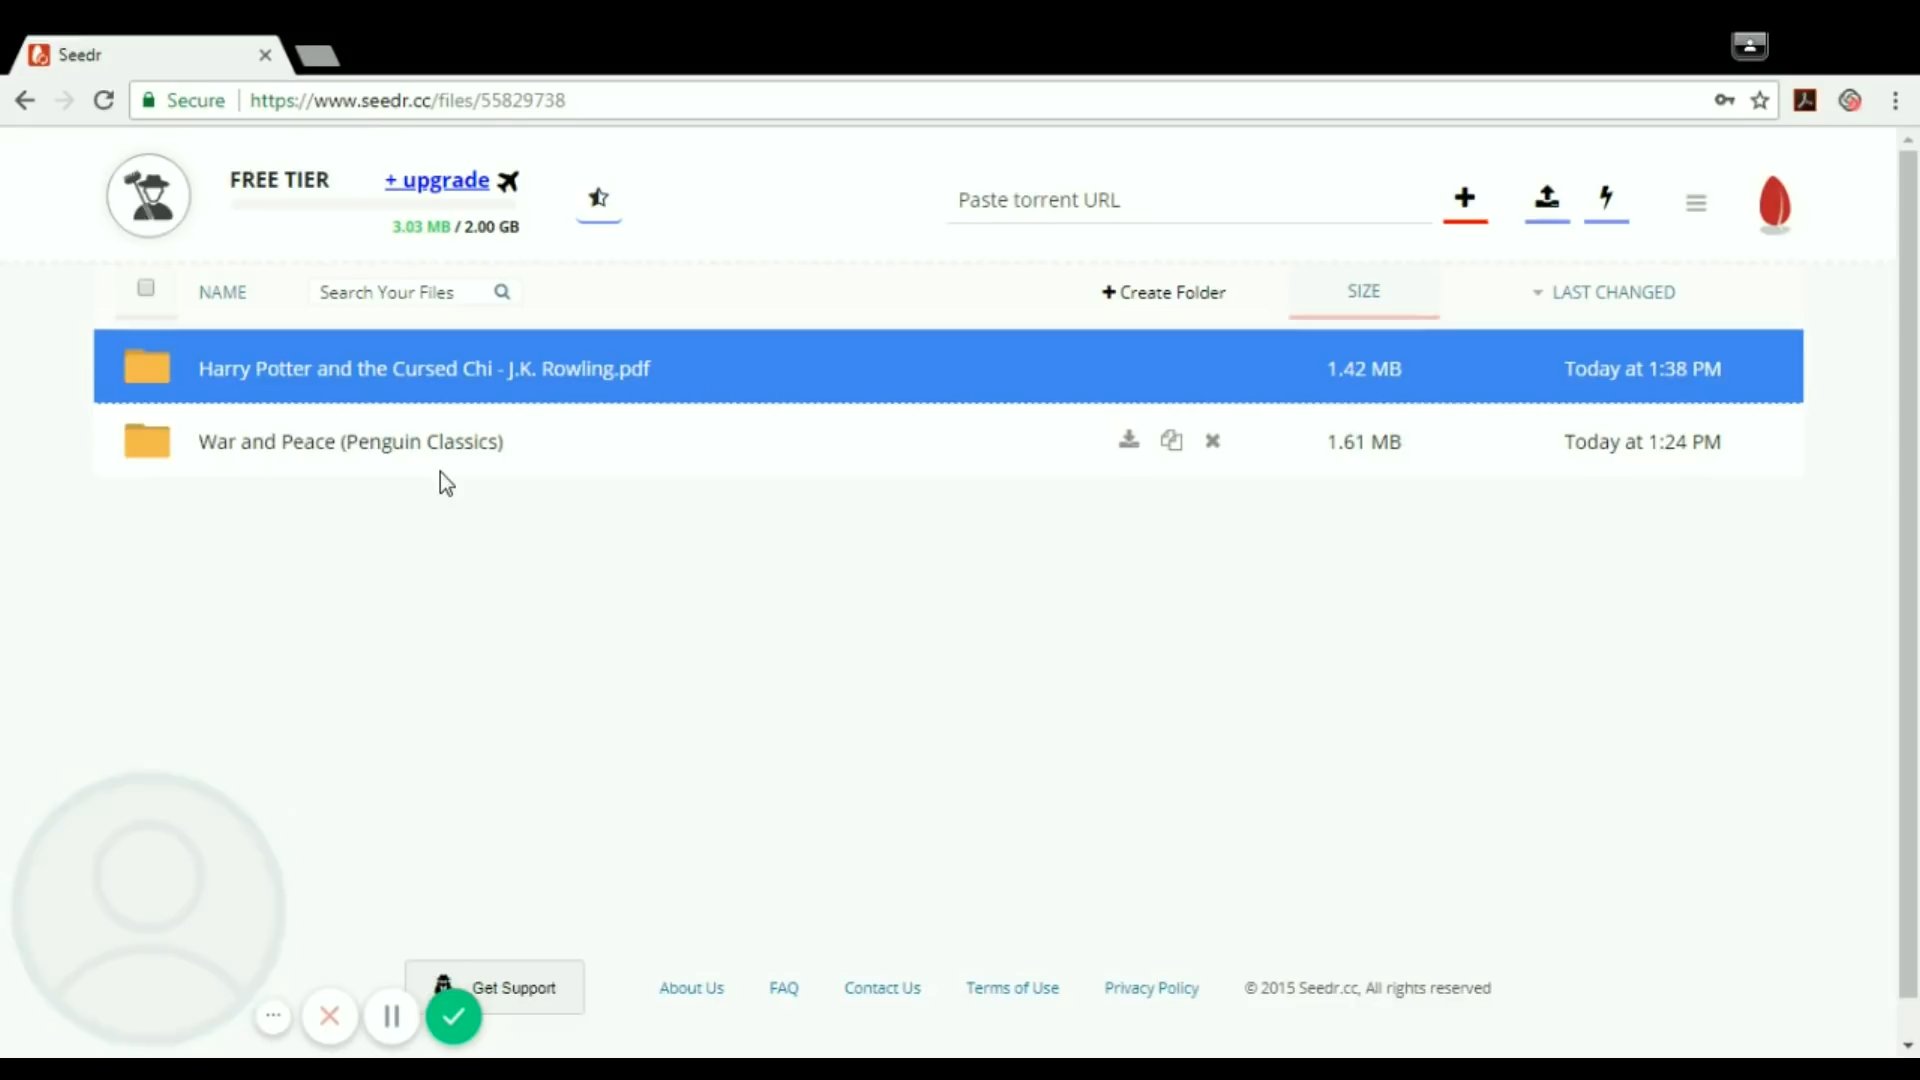 Seedr
Secure https://www.seedr.cc/files/55829738
FREE TIER + upgrade
3.03 MB / 2.00 GB
Paste torrent URL
NAME Search Your Files + Create Folder SIZE LAST CHANGED
Harry Potter and the Cursed Chi - J.K. Rowling.pdf 1.42 MB Today at 1:38 PM
War and Peace (Penguin Classics) 1.61 MB Today at 1:24 PM
Get Support About Us FAQ Contact Us Terms of Use Privacy Policy © 2015 Seedr.cc, All rights reserved